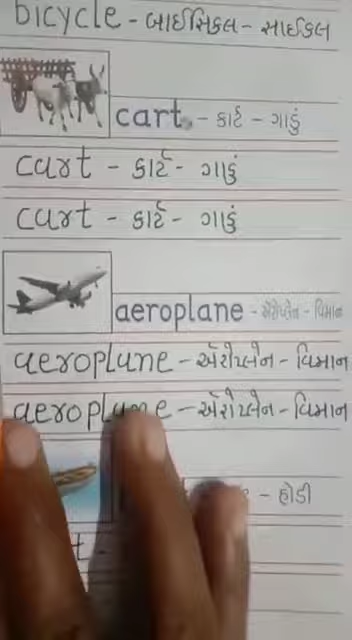 bicycle - બાઈસિકલ - સાઈકલ
cart - કાર્ટ - ગાડું
cart - કાર્ટ - ગાડું
cart - કાર્ટ - ગાડું
aeroplane - એરોપ્લેન - વિમાન
aeroplane - એરોપ્લેન - વિમાન
aeroplane - એરોપ્લેન - વિમાન
- હોડી
t -